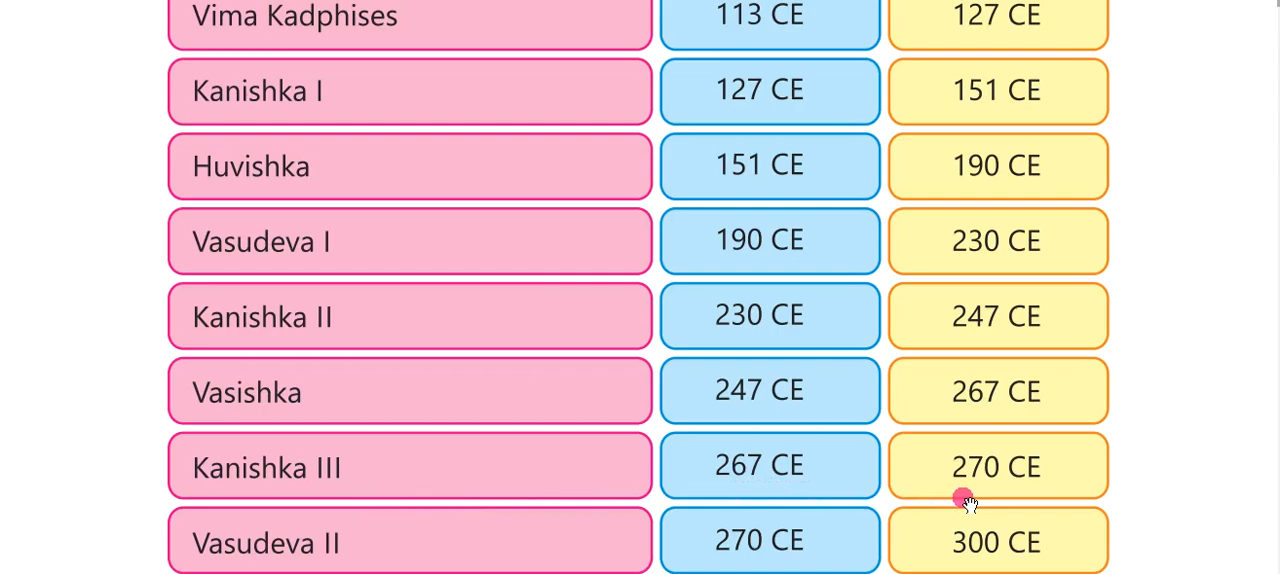 Vima Kadphises 113 CE 127 CE
Kanishka I 127 CE 151 CE
Huvishka 151 CE 190 CE
Vasudeva I 190 CE 230 CE
Kanishka II 230 CE 247 CE
Vasishka 247 CE 267 CE
Kanishka III 267 CE 270 CE
Vasudeva II 270 CE 300 CE